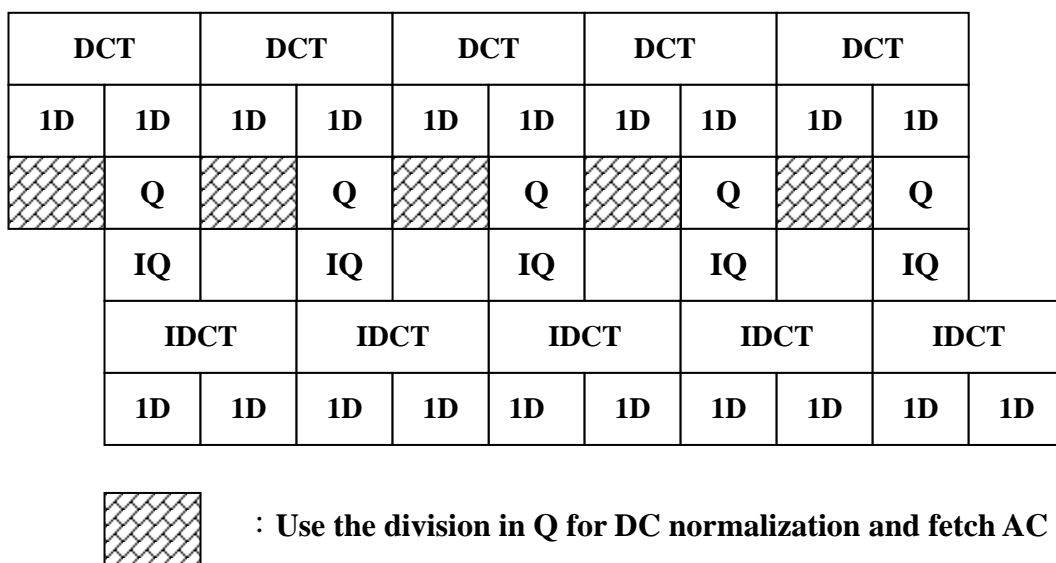 DCT DCT DCT DCT DCT
1D 1D 1D 1D 1D 1D 1D 1D 1D 1D
Q Q Q Q Q
IQ IQ IQ IQ IQ
IDCT IDCT IDCT IDCT IDCT
1D 1D 1D 1D 1D 1D 1D 1D 1D 1D
：Use the division in Q for DC normalization and fetch AC